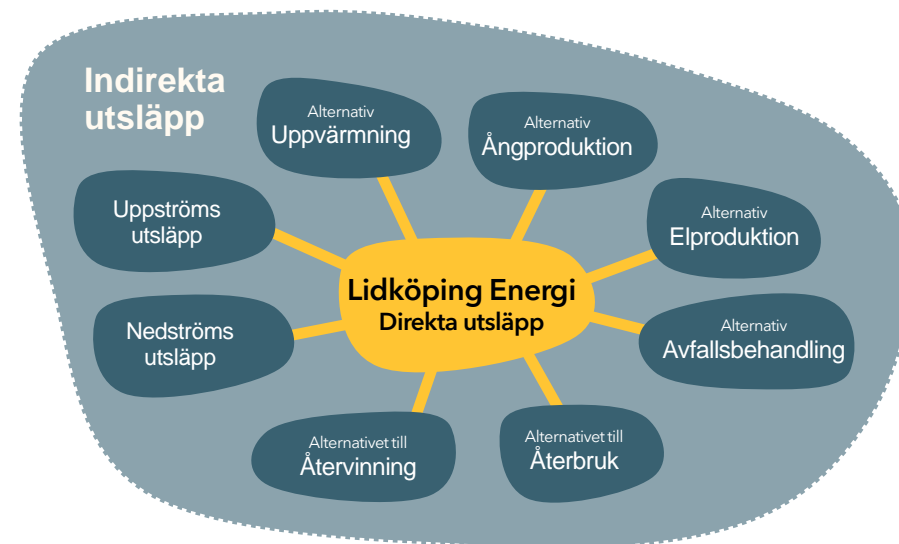 Indirekta
utsläpp
Alternativ
Uppvärmning
Alternativ
Ångproduktion
Uppströms
utsläpp
Alternativ
Elproduktion
Lidköping Energi
Direkta utsläpp
Nedströms
utsläpp
Alternativ
Avfallsbehandling
Alternativet till
Återvinning
Alternativet till
Återbruk